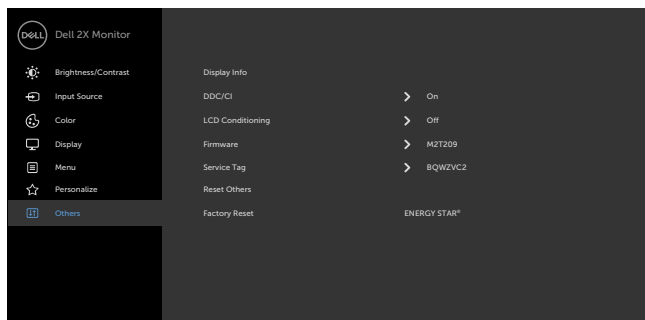 DELL Dell 2X Monitor
Brightness/Contrast Display Info
Input Source DDC/CI On
Color LCD Conditioning Off
Display Firmware M2T209
Menu Service Tag BQWZVC2
Personalize Reset Others
Others Factory Reset ENERGY STAR®